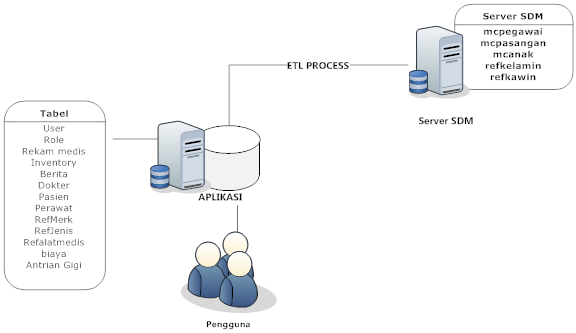 Server SDM
mcpegawai
mcpasangan
mcanak
refkelamin
refkawin
ETL PROCESS
Server SDM
Tabel
User
Role
Rekam medis
Inventory
Berita
Dokter
Pasien
Perawat
RefMerk
RefJenis
Refalatmedis
biaya
Antrian Gigi
APLIKASI
Pengguna